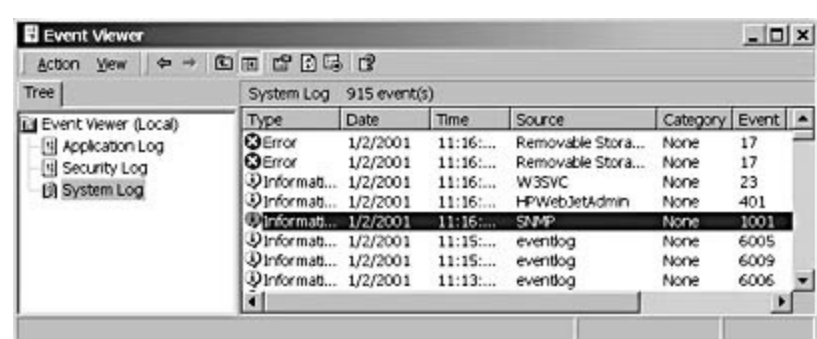 Event Viewer
Action View
Tree
System Log 915 event(s)
Event Viewer (Local)
Application Log
Security Log
System Log
Type Date Time Source Category Event
Error 1/2/2001 11:16:... Removable Stora... None 17
Error 1/2/2001 11:16:... Removable Stora... None 17
Informati... 1/2/2001 11:16:... W3SVC None 23
Informati... 1/2/2001 11:16:... HPWebJetAdmin None 401
Informati... 1/2/2001 11:16:... SNMP None 1001
Informati... 1/2/2001 11:15:... eventlog None 6005
Informati... 1/2/2001 11:15:... eventlog None 6009
Informati... 1/2/2001 11:13:... eventlog None 6006